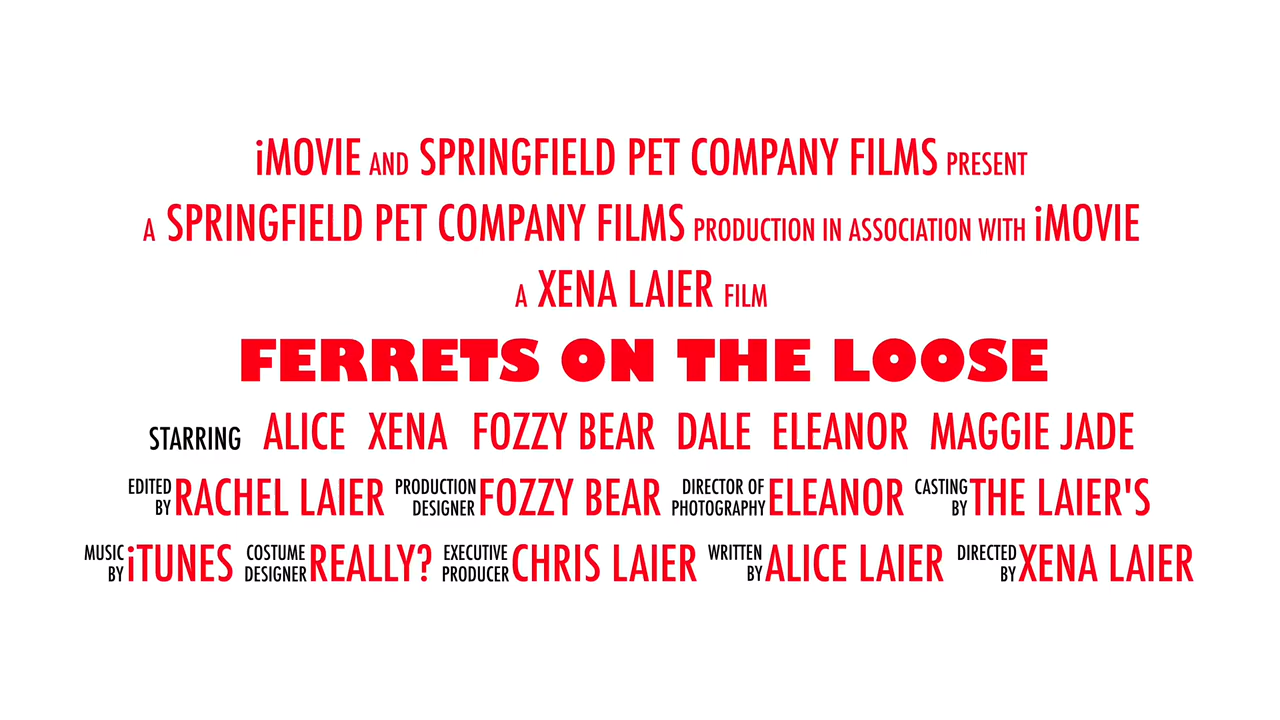 iMOVIE AND SPRINGFIELD PET COMPANY FILMS PRESENT
A SPRINGFIELD PET COMPANY FILMS PRODUCTION IN ASSOCIATION WITH iMOVIE
A XENA LAIER FILM
FERRETS ON THE LOOSE
STARRING ALICE XENA FOZZY BEAR DALE ELEANOR MAGGIE JADE
EDITED BY RACHEL LAIER PRODUCTION DESIGNER FOZZY BEAR DIRECTOR OF PHOTOGRAPHY ELEANOR CASTING BY THE LAIER'S
MUSIC BY iTUNES COSTUME DESIGNER REALLY? EXECUTIVE PRODUCER CHRIS LAIER WRITTEN BY ALICE LAIER DIRECTED BY XENA LAIER